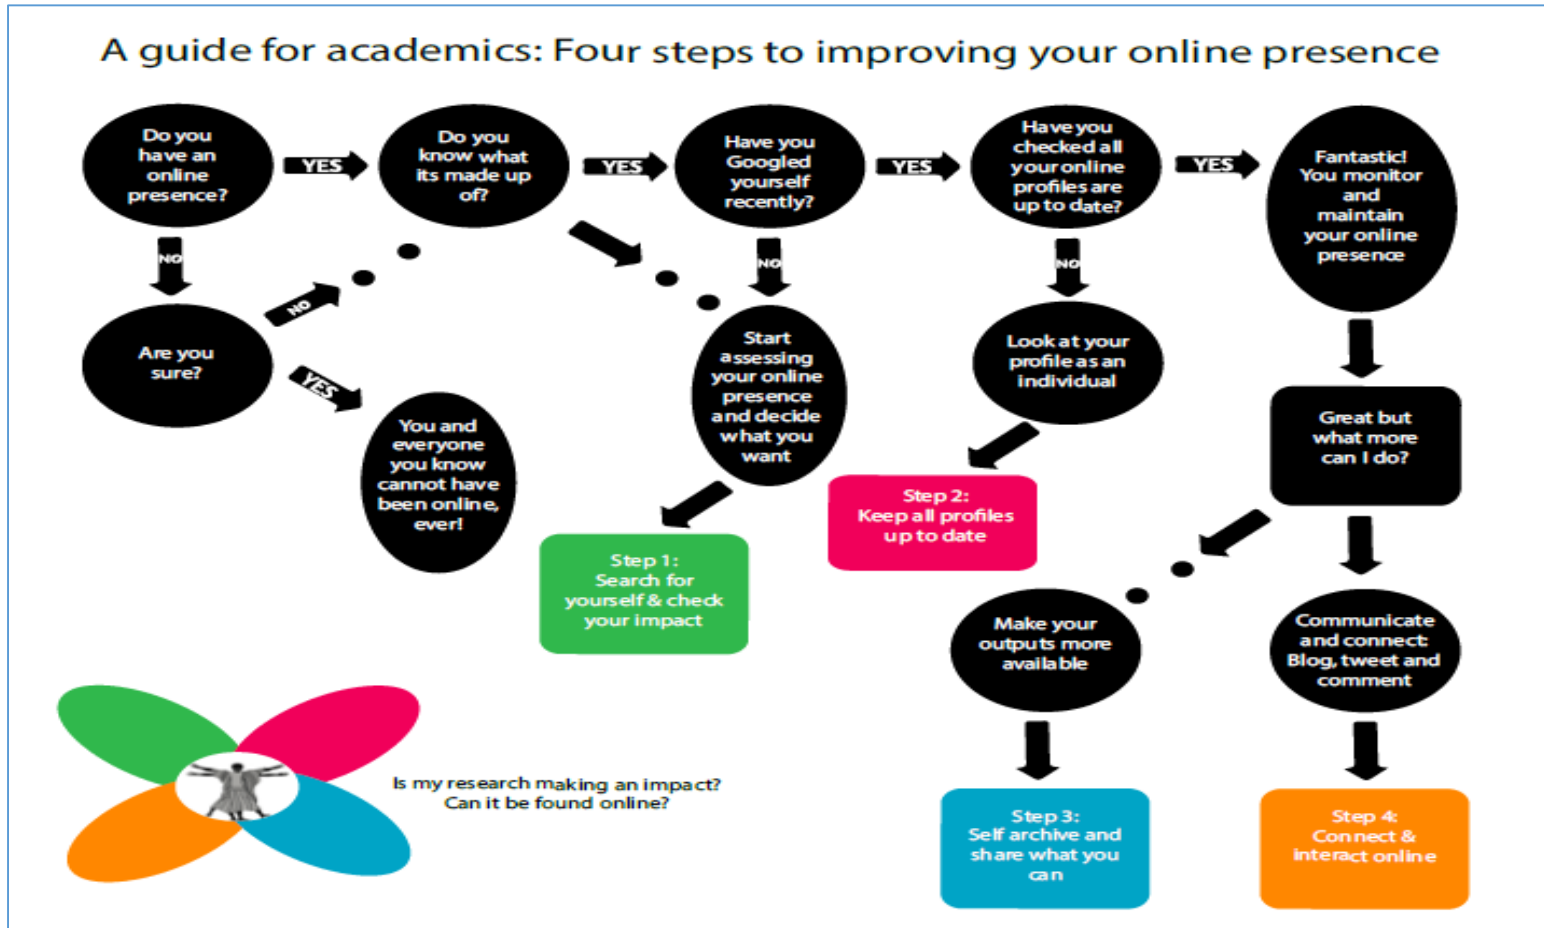 A guide for academics: Four steps to improving your online presence
Do you
have an
online
presence?
YES
Do you
know what
its made up
of?
YES
Have you
Googled
yourself
recently?
YES
Have you
checked all
your online
profiles are
up to date?
YES
Fantastic!
You monitor
and
maintain
your online
presence
NO
NO
NO
Are you
sure?
NO
YES
You and
everyone
you know
cannot have
been online,
ever!
Start
assessing
your online
presence
and decide
what you
want
Look at your
profile as an
individual
Great but
what more
can I do?
Step 1:
Search for
yourself & check
your impact
Step 2:
Keep all profiles
up to date
Make your
outputs more
available
Communicate
and connect:
Blog, tweet and
comment
Is my research making an impact?
Can it be found online?
Step 3:
Self archive and
share what you
can
Step 4:
Connect &
interact online